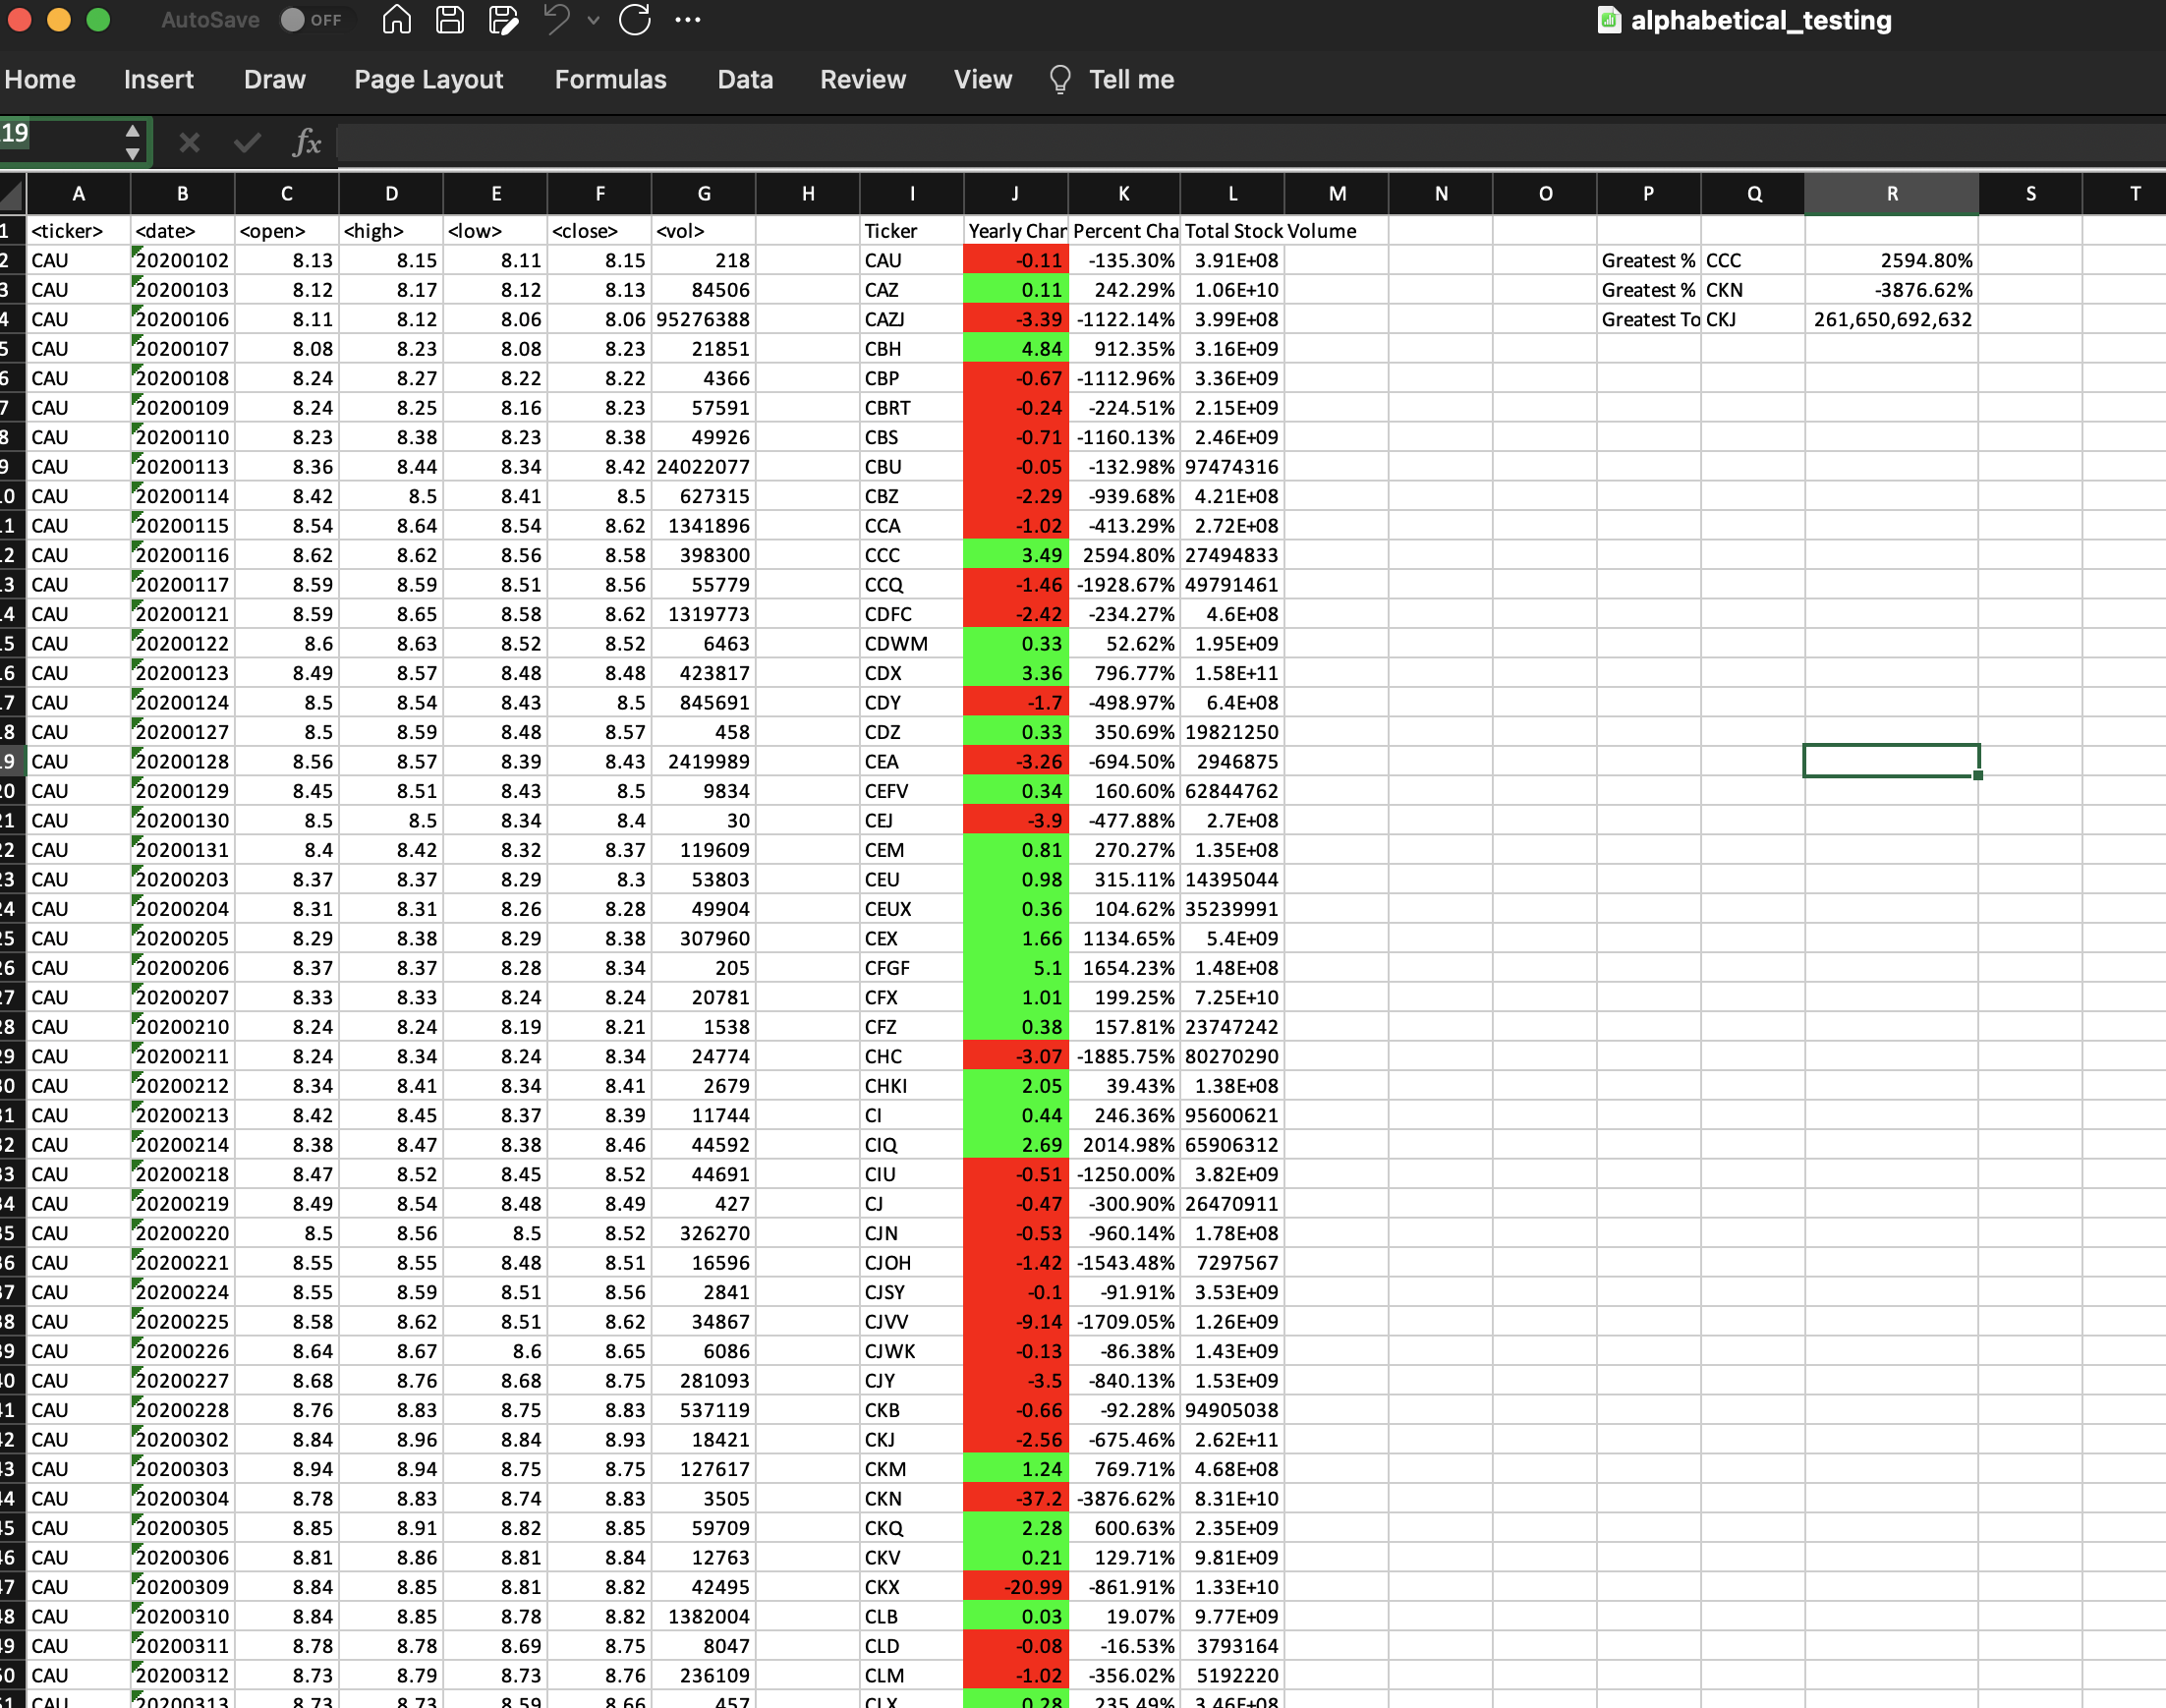 AutoSave OFF alphabetical_testing
Home Insert Draw Page Layout Formulas Data Review View Tell me
19 fx
A B C D E F G H I J K L M N O P Q R S T
1 <ticker> <date> <open> <high> <low> <close> <vol> Ticker Yearly Char Percent Cha Total Stock Volume
2 CAU 20200102 8.13 8.15 8.11 8.15 218 CAU -0.11 -135.30% 3.91E+08 Greatest % CCC 2594.80%
3 CAU 20200103 8.12 8.17 8.12 8.13 84506 CAZ 0.11 242.29% 1.06E+10 Greatest % CKN -3876.62%
4 CAU 20200106 8.11 8.12 8.06 8.06 95276388 CAZJ -3.39 -1122.14% 3.99E+08 Greatest To CKJ 261,650,692,632
5 CAU 20200107 8.08 8.23 8.08 8.23 21851 CBH 4.84 912.35% 3.16E+09
6 CAU 20200108 8.24 8.27 8.22 8.22 4366 CBP -0.67 -1112.96% 3.36E+09
7 CAU 20200109 8.24 8.25 8.16 8.23 57591 CBRT -0.24 -224.51% 2.15E+09
8 CAU 20200110 8.23 8.38 8.23 8.38 49926 CBS -0.71 -1160.13% 2.46E+09
9 CAU 20200113 8.36 8.44 8.34 8.42 24022077 CBU -0.05 -132.98% 97474316
0 CAU 20200114 8.42 8.5 8.41 8.5 627315 CBZ -2.29 -939.68% 4.21E+08
1 CAU 20200115 8.54 8.64 8.54 8.62 1341896 CCA -1.02 -413.29% 2.72E+08
2 CAU 20200116 8.62 8.62 8.56 8.58 398300 CCC 3.49 2594.80% 27494833
3 CAU 20200117 8.59 8.59 8.51 8.56 55779 CCQ -1.46 -1928.67% 49791461
4 CAU 20200121 8.59 8.65 8.58 8.62 1319773 CDFC -2.42 -234.27% 4.6E+08
5 CAU 20200122 8.6 8.63 8.52 8.52 6463 CDWM 0.33 52.62% 1.95E+09
6 CAU 20200123 8.49 8.57 8.48 8.48 423817 CDX 3.36 796.77% 1.58E+11
7 CAU 20200124 8.5 8.54 8.43 8.5 845691 CDY -1.7 -498.97% 6.4E+08
8 CAU 20200127 8.5 8.59 8.48 8.57 458 CDZ 0.33 350.69% 19821250
9 CAU 20200128 8.56 8.57 8.39 8.43 2419989 CEA -3.26 -694.50% 2946875
20 CAU 20200129 8.45 8.51 8.43 8.5 9834 CEFV 0.34 160.60% 62844762
21 CAU 20200130 8.5 8.5 8.34 8.4 30 CEJ -3.9 -477.88% 2.7E+08
22 CAU 20200131 8.4 8.42 8.32 8.37 119609 CEM 0.81 270.27% 1.35E+08
23 CAU 20200203 8.37 8.37 8.29 8.3 53803 CEU 0.98 315.11% 14395044
24 CAU 20200204 8.31 8.31 8.26 8.28 49904 CEUX 0.36 104.62% 35239991
25 CAU 20200205 8.29 8.38 8.29 8.38 307960 CEX 1.66 1134.65% 5.4E+09
26 CAU 20200206 8.37 8.37 8.28 8.34 205 CFGF 5.1 1654.23% 1.48E+08
27 CAU 20200207 8.33 8.33 8.24 8.24 20781 CFX 1.01 199.25% 7.25E+10
28 CAU 20200210 8.24 8.24 8.19 8.21 1538 CFZ 0.38 157.81% 23747242
29 CAU 20200211 8.24 8.34 8.24 8.34 24774 CHC -3.07 -1885.75% 80270290
30 CAU 20200212 8.34 8.41 8.34 8.41 2679 CHKI 2.05 39.43% 1.38E+08
31 CAU 20200213 8.42 8.45 8.37 8.39 11744 CI 0.44 246.36% 95600621
32 CAU 20200214 8.38 8.47 8.38 8.46 44592 CIQ 2.69 2014.98% 65906312
33 CAU 20200218 8.47 8.52 8.45 8.52 44691 CIU -0.51 -1250.00% 3.82E+09
34 CAU 20200219 8.49 8.54 8.48 8.49 427 CJ -0.47 -300.90% 26470911
35 CAU 20200220 8.5 8.56 8.5 8.52 326270 CJN -0.53 -960.14% 1.78E+08
36 CAU 20200221 8.55 8.55 8.48 8.51 16596 CJOH -1.42 -1543.48% 7297567
37 CAU 20200224 8.55 8.59 8.51 8.56 2841 CJSY -0.1 -91.91% 3.53E+09
38 CAU 20200225 8.58 8.62 8.51 8.62 34867 CJVV -9.14 -1709.05% 1.26E+09
39 CAU 20200226 8.64 8.67 8.6 8.65 6086 CJWK -0.13 -86.38% 1.43E+09
40 CAU 20200227 8.68 8.76 8.68 8.75 281093 CJY -3.5 -840.13% 1.53E+09
41 CAU 20200228 8.76 8.83 8.75 8.83 537119 CKB -0.66 -92.28% 94905038
42 CAU 20200302 8.84 8.96 8.84 8.93 18421 CKJ -2.56 -675.46% 2.62E+11
43 CAU 20200303 8.94 8.94 8.75 8.75 127617 CKM 1.24 769.71% 4.68E+08
44 CAU 20200304 8.78 8.83 8.74 8.83 3505 CKN -37.2 -3876.62% 8.31E+10
45 CAU 20200305 8.85 8.91 8.82 8.85 59709 CKQ 2.28 600.63% 2.35E+09
46 CAU 20200306 8.81 8.86 8.81 8.84 12763 CKV 0.21 129.71% 9.81E+09
47 CAU 20200309 8.84 8.85 8.81 8.82 42495 CKX -20.99 -861.91% 1.33E+10
48 CAU 20200310 8.84 8.85 8.78 8.82 1382004 CLB 0.03 19.07% 9.77E+09
49 CAU 20200311 8.78 8.78 8.69 8.75 8047 CLD -0.08 -16.53% 3793164
50 CAU 20200312 8.73 8.79 8.73 8.76 236109 CLM -1.02 -356.02% 5192220
51 CAU 20200313 8.73 8.73 8.59 8.66 457 CLX 0.28 235.49% 3.46E+08